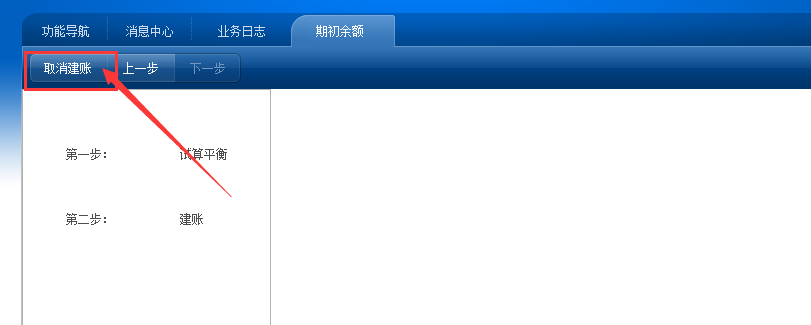 功能导航 消息中心 业务日志 期初余额
取消建账 上一步 下一步
第一步： 试算平衡
第二步： 建账